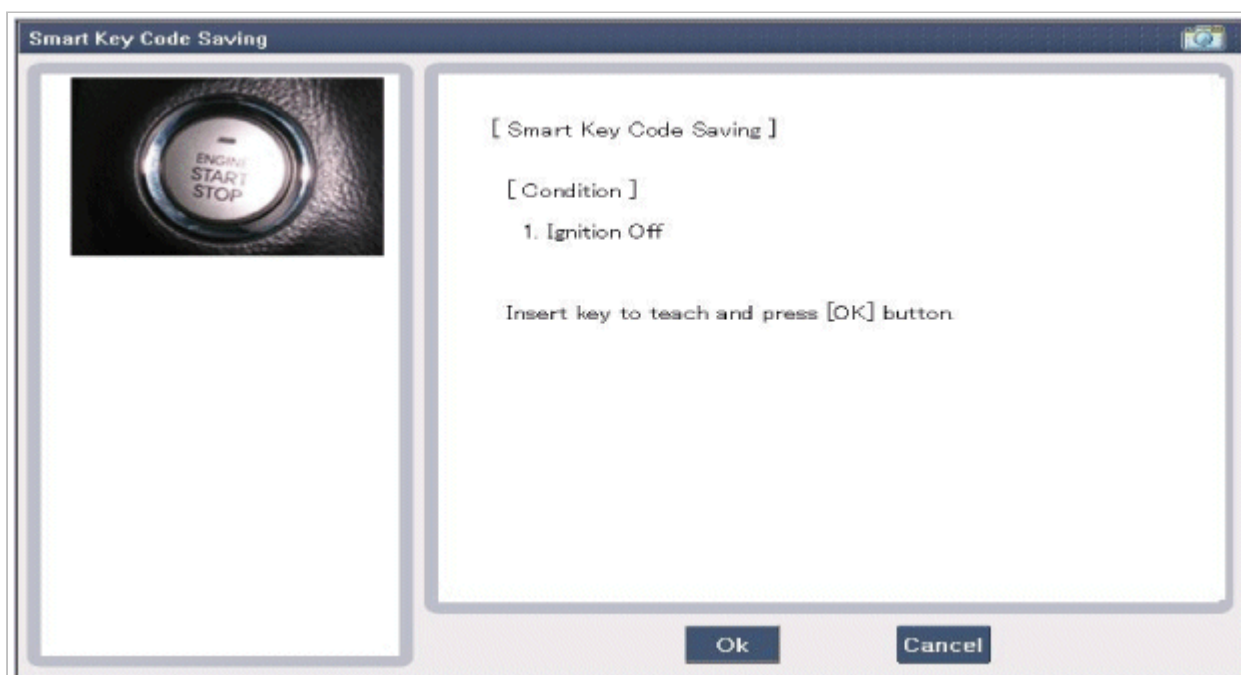 Smart Key Code Saving
ENGINE
START
STOP
[ Smart Key Code Saving ]
[ Condition ]
1. Ignition Off
Insert key to teach and press [OK] button
Ok
Cancel